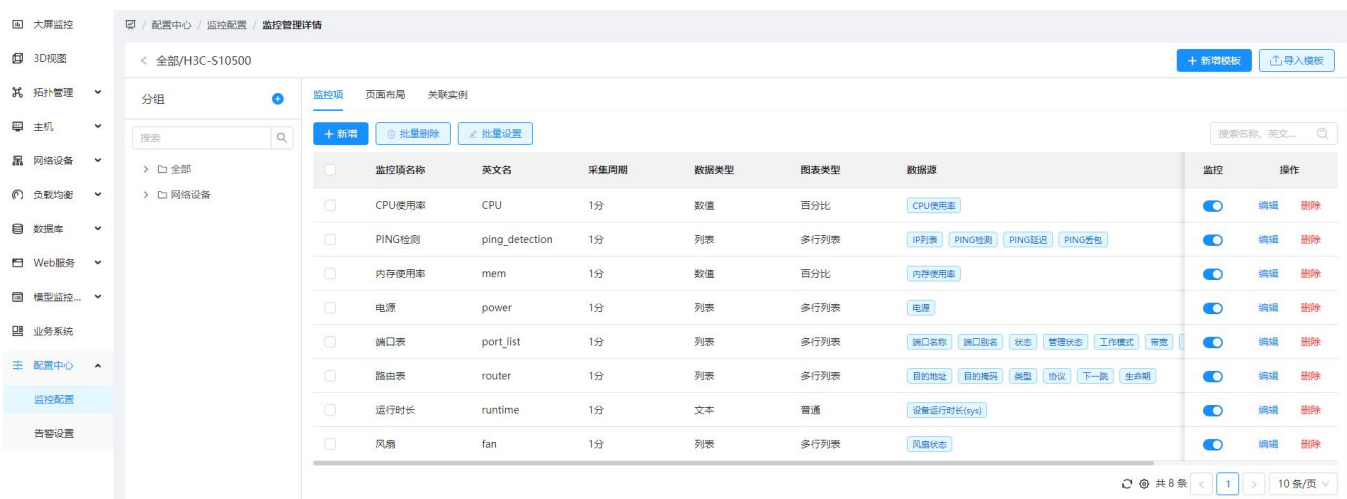 大屏监控
3D视图
拓扑管理
主机
网络设备
负载均衡
数据库
Web服务
模型监控...
业务系统
配置中心
监控配置
告警设置
/ 配置中心 / 监控配置 / 监控管理详情
< 全部/H3C-S10500
+ 新增模板 导入模板
分组
搜索
> 全部
> 网络设备
监控项 页面布局 关联实例
+ 新增 批量删除 批量设置 搜索名称、英文...
监控项名称 英文名 采集周期 数据类型 图表类型 数据源 监控 操作
CPU使用率 CPU 1分 数值 百分比 CPU使用率 编辑 删除
PING检测 ping_detection 1分 列表 多行列表 IP列表 PING检测 PING延迟 PING丢包 编辑 删除
内存使用率 mem 1分 数值 百分比 内存使用率 编辑 删除
电源 power 1分 列表 多行列表 电源 编辑 删除
端口表 port_list 1分 列表 多行列表 端口名称 端口别名 状态 管理状态 工作模式 带宽 编辑 删除
路由表 router 1分 列表 多行列表 目的地址 目的掩码 类型 协议 下一跳 生命期 编辑 删除
运行时长 runtime 1分 文本 普通 设备运行时长(sys) 编辑 删除
风扇 fan 1分 列表 多行列表 风扇状态 编辑 删除
共 8 条 < 1 > 10 条/页